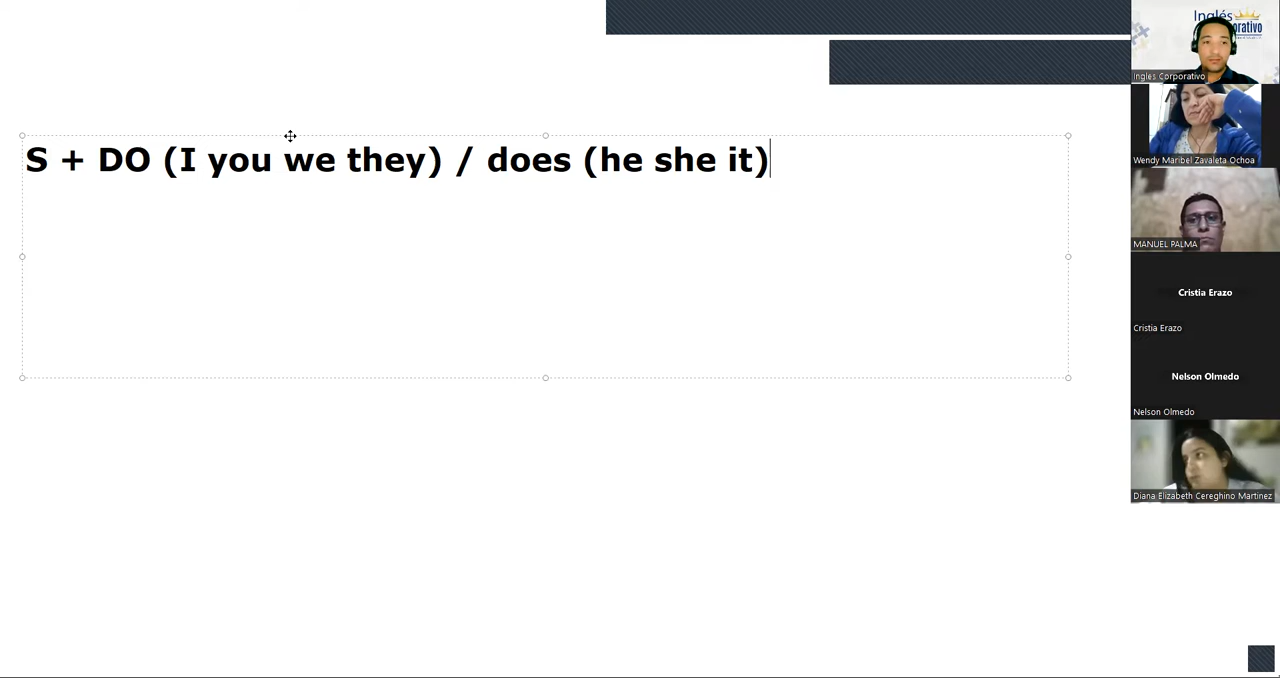 S + DO (I you we they) / does (he she it)
Inglés
orativo
Ingles Corporativo
Wendy Maribel Zavaleta Ochoa
MANUEL PALMA
Cristia Erazo
Cristia Erazo
Nelson Olmedo
Nelson Olmedo
Diana Elizabeth Cereghino Martinez